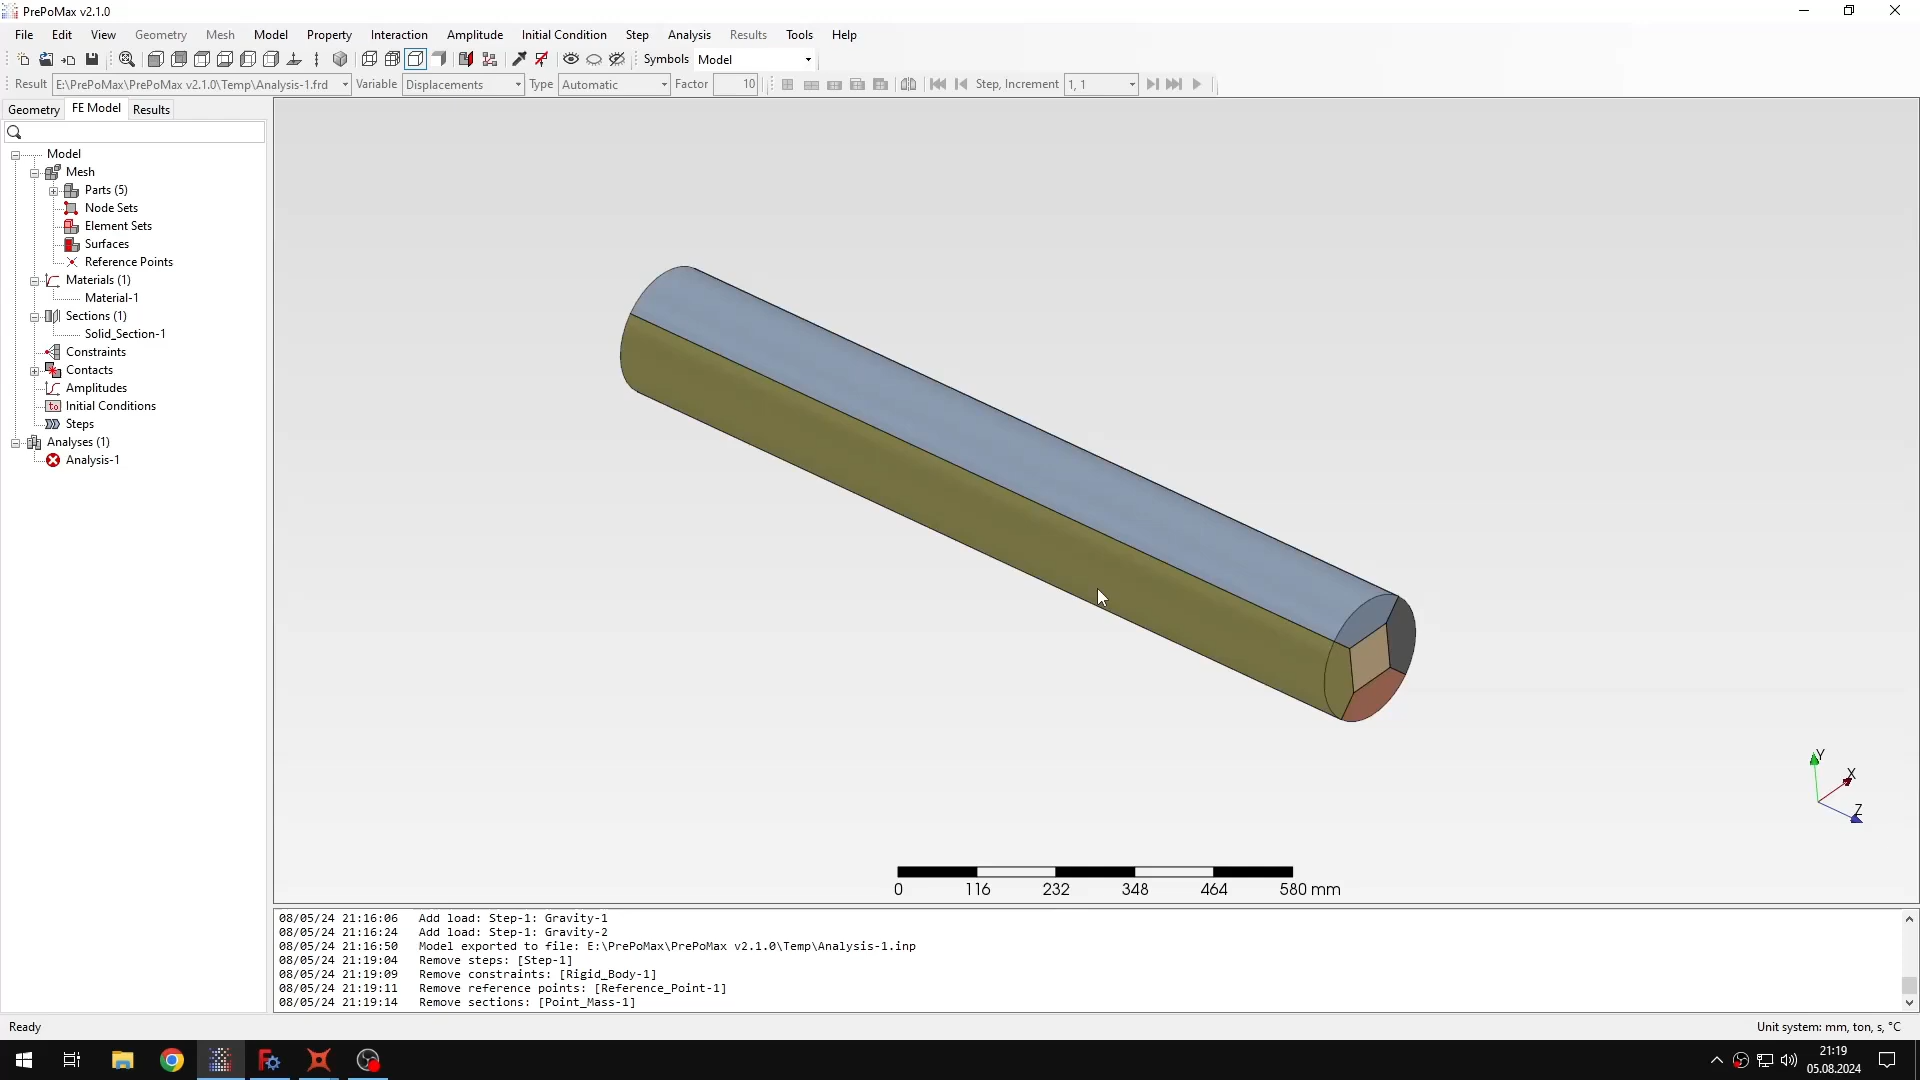 PrePoMax v2.1.0
File Edit View Geometry Mesh Model Property Interaction Amplitude Initial Condition Step Analysis Results Tools Help
Symbols Model
Result E:\PrePoMax\PrePoMax v2.1.0\Temp\Analysis-1.frd Variable Displacements Type Automatic Factor 10 Step, Increment 1, 1
Geometry FE Model Results
Model
Mesh
Parts (5)
Node Sets
Element Sets
Surfaces
Reference Points
Materials (1)
Material-1
Sections (1)
Solid_Section-1
Constraints
Contacts
Amplitudes
Initial Conditions
Steps
Analyses (1)
Analysis-1
Y
X
Z
0 116 232 348 464 580 mm
08/05/24 21:16:06 Add load: Step-1: Gravity-1
08/05/24 21:16:24 Add load: Step-1: Gravity-2
08/05/24 21:16:50 Model exported to file: E:\PrePoMax\PrePoMax v2.1.0\Temp\Analysis-1.inp
08/05/24 21:19:04 Remove steps: [Step-1]
08/05/24 21:19:09 Remove constraints: [Rigid_Body-1]
08/05/24 21:19:11 Remove reference points: [Reference_Point-1]
08/05/24 21:19:14 Remove sections: [Point_Mass-1]
Ready Unit system: mm, ton, s, °C
21:19
05.08.2024